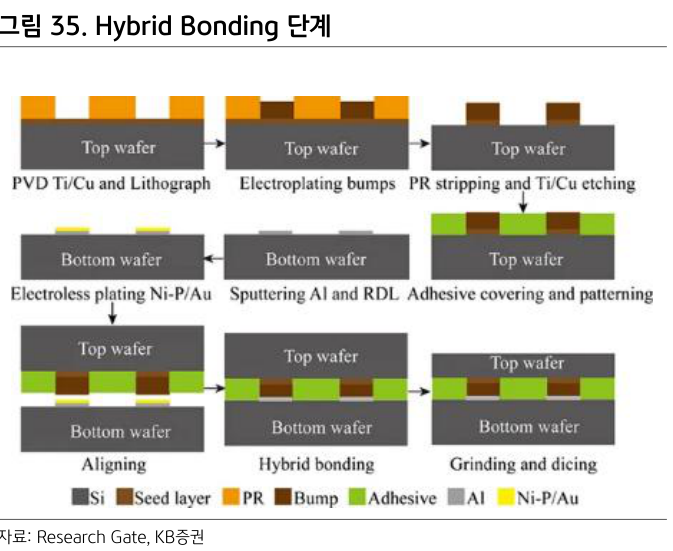 그림 35. Hybrid Bonding 단계
Top wafer
Top wafer
Top wafer
PVD Ti/Cu and Lithograph
Electroplating bumps
PR stripping and Ti/Cu etching
Bottom wafer
Bottom wafer
Top wafer
Electroless plating Ni-P/Au
Sputtering Al and RDL
Adhesive covering and patterning
Top wafer
Bottom wafer
Aligning
Top wafer
Bottom wafer
Hybrid bonding
Top wafer
Bottom wafer
Grinding and dicing
Si
Seed layer
PR
Bump
Adhesive
Al
Ni-P/Au
자료: Research Gate, KB증권